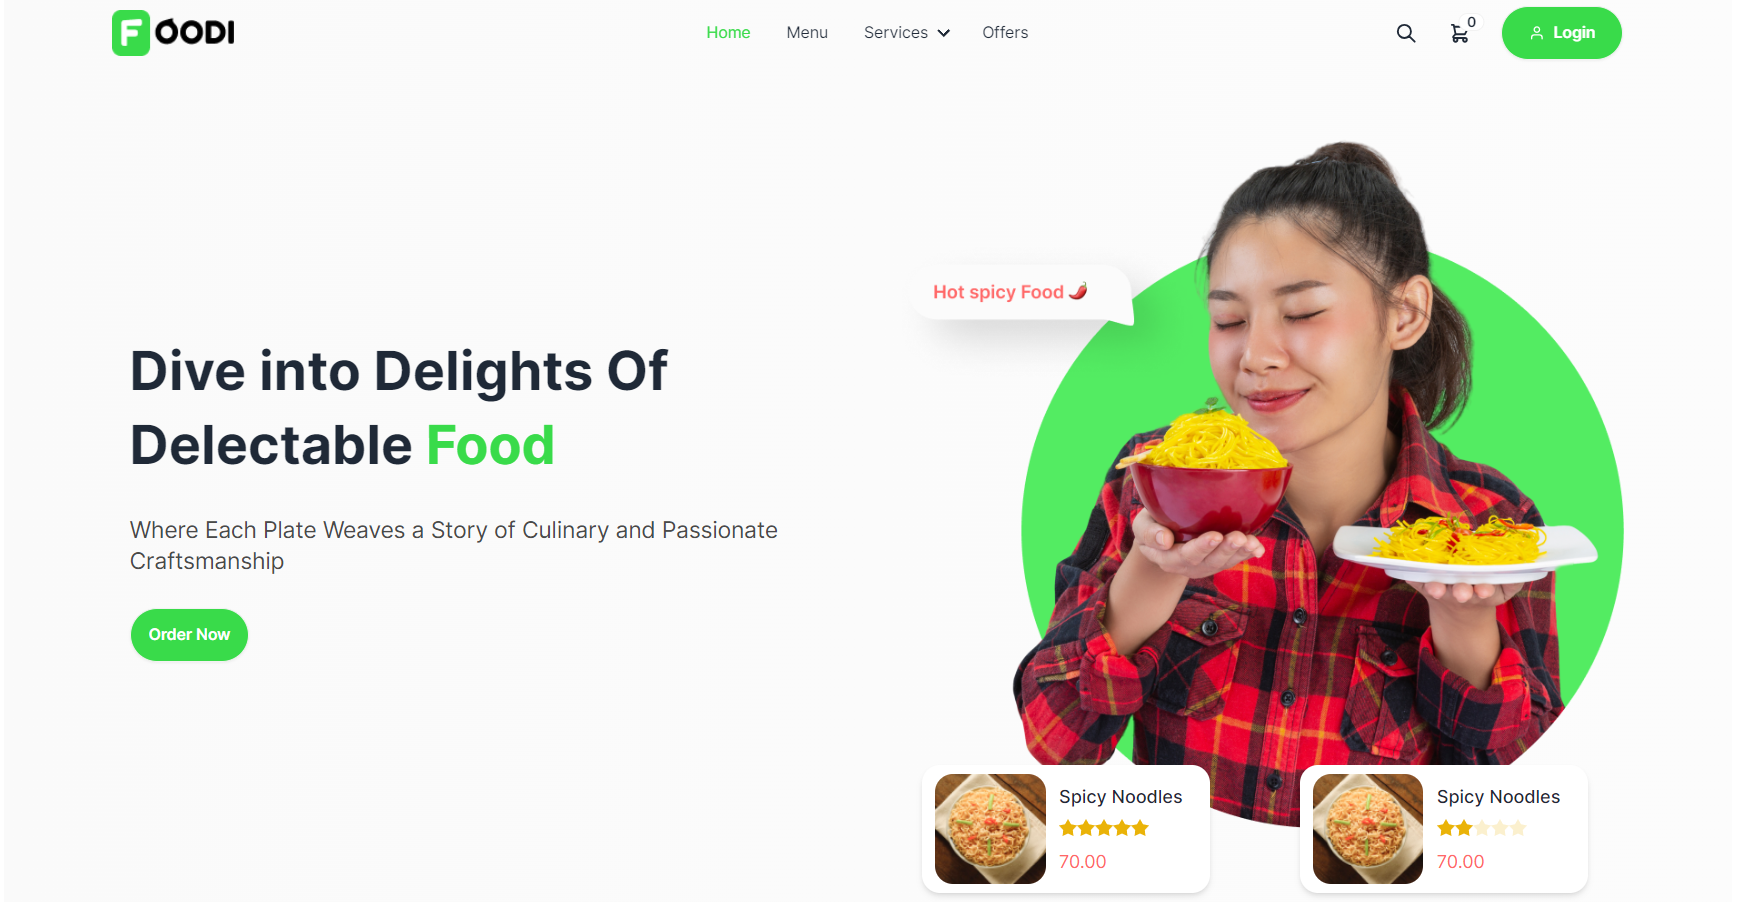 FOODI
Home
Menu
Services
Offers
0
Login
Hot spicy Food
Dive into Delights Of
Delectable Food
Where Each Plate Weaves a Story of Culinary and Passionate
Craftsmanship
Order Now
Spicy Noodles
70.00
Spicy Noodles
70.00